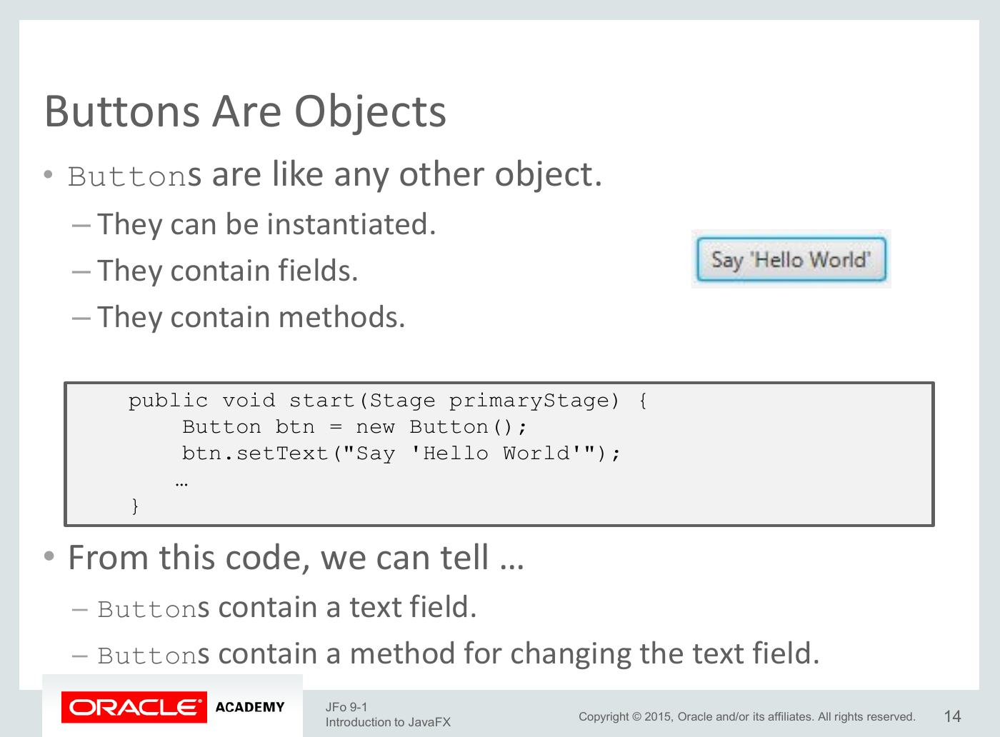 Buttons Are Objects
• Buttons are like any other object.
– They can be instantiated.
– They contain fields.
– They contain methods.
Say 'Hello World'
public void start(Stage primaryStage) {
Button btn = new Button();
btn.setText("Say 'Hello World'");
…
}
• From this code, we can tell …
– Buttons contain a text field.
– Buttons contain a method for changing the text field.
ORACLE® ACADEMY
JFo 9-1
Introduction to JavaFX
Copyright © 2015, Oracle and/or its affiliates. All rights reserved.
14